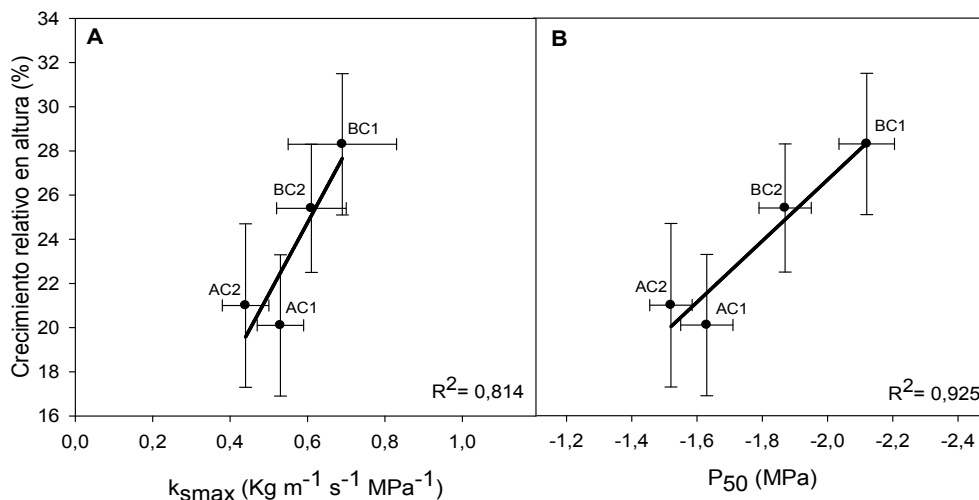 Crecimiento relativo en altura (%)
34
32
30
28
26
24
22
20
18
16
A
BC1
BC2
AC2
AC1
R²= 0,814
0,0
0,2
0,4
0,6
0,8
1,0
k_smax (Kg m⁻¹ s⁻¹ MPa⁻¹)
B
BC1
BC2
AC2
AC1
R²= 0,925
-1,2
-1,4
-1,6
-1,8
-2,0
-2,2
-2,4
P₅₀ (MPa)